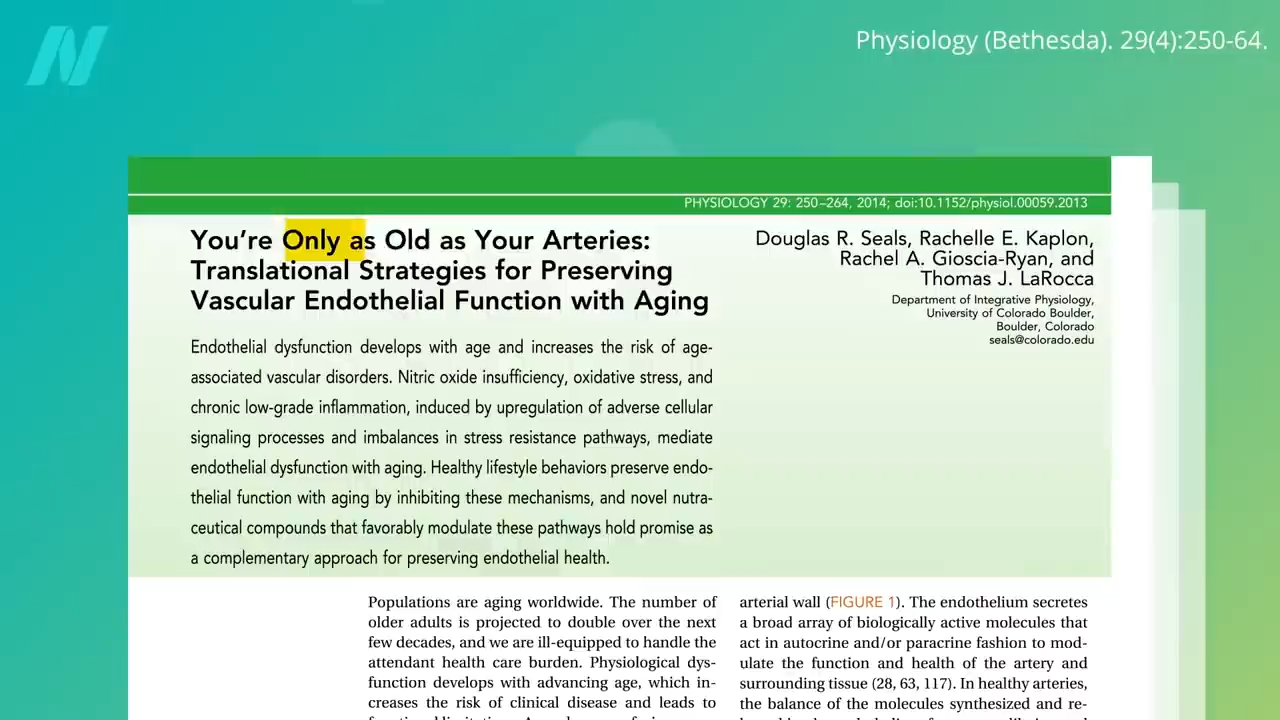 Physiology (Bethesda). 29(4):250-64.
PHYSIOLOGY 29: 250–264, 2014; doi:10.1152/physiol.00059.2013
You’re Only as Old as Your Arteries:
Translational Strategies for Preserving
Vascular Endothelial Function with Aging
Douglas R. Seals, Rachelle E. Kaplon,
Rachel A. Gioscia-Ryan, and
Thomas J. LaRocca
Department of Integrative Physiology,
University of Colorado Boulder,
Boulder, Colorado
seals@colorado.edu
Endothelial dysfunction develops with age and increases the risk of age-
associated vascular disorders. Nitric oxide insufficiency, oxidative stress, and
chronic low-grade inflammation, induced by upregulation of adverse cellular
signaling processes and imbalances in stress resistance pathways, mediate
endothelial dysfunction with aging. Healthy lifestyle behaviors preserve endo-
thelial function with aging by inhibiting these mechanisms, and novel nutra-
ceutical compounds that favorably modulate these pathways hold promise as
a complementary approach for preserving endothelial health.
Populations are aging worldwide. The number of
older adults is projected to double over the next
few decades, and we are ill-equipped to handle the
attendant health care burden. Physiological dys-
function develops with advancing age, which in-
creases the risk of clinical disease and leads to
arterial wall (FIGURE 1). The endothelium secretes
a broad array of biologically active molecules that
act in autocrine and/or paracrine fashion to mod-
ulate the function and health of the artery and
surrounding tissue (28, 63, 117). In healthy arteries,
the balance of the molecules synthesized and re-